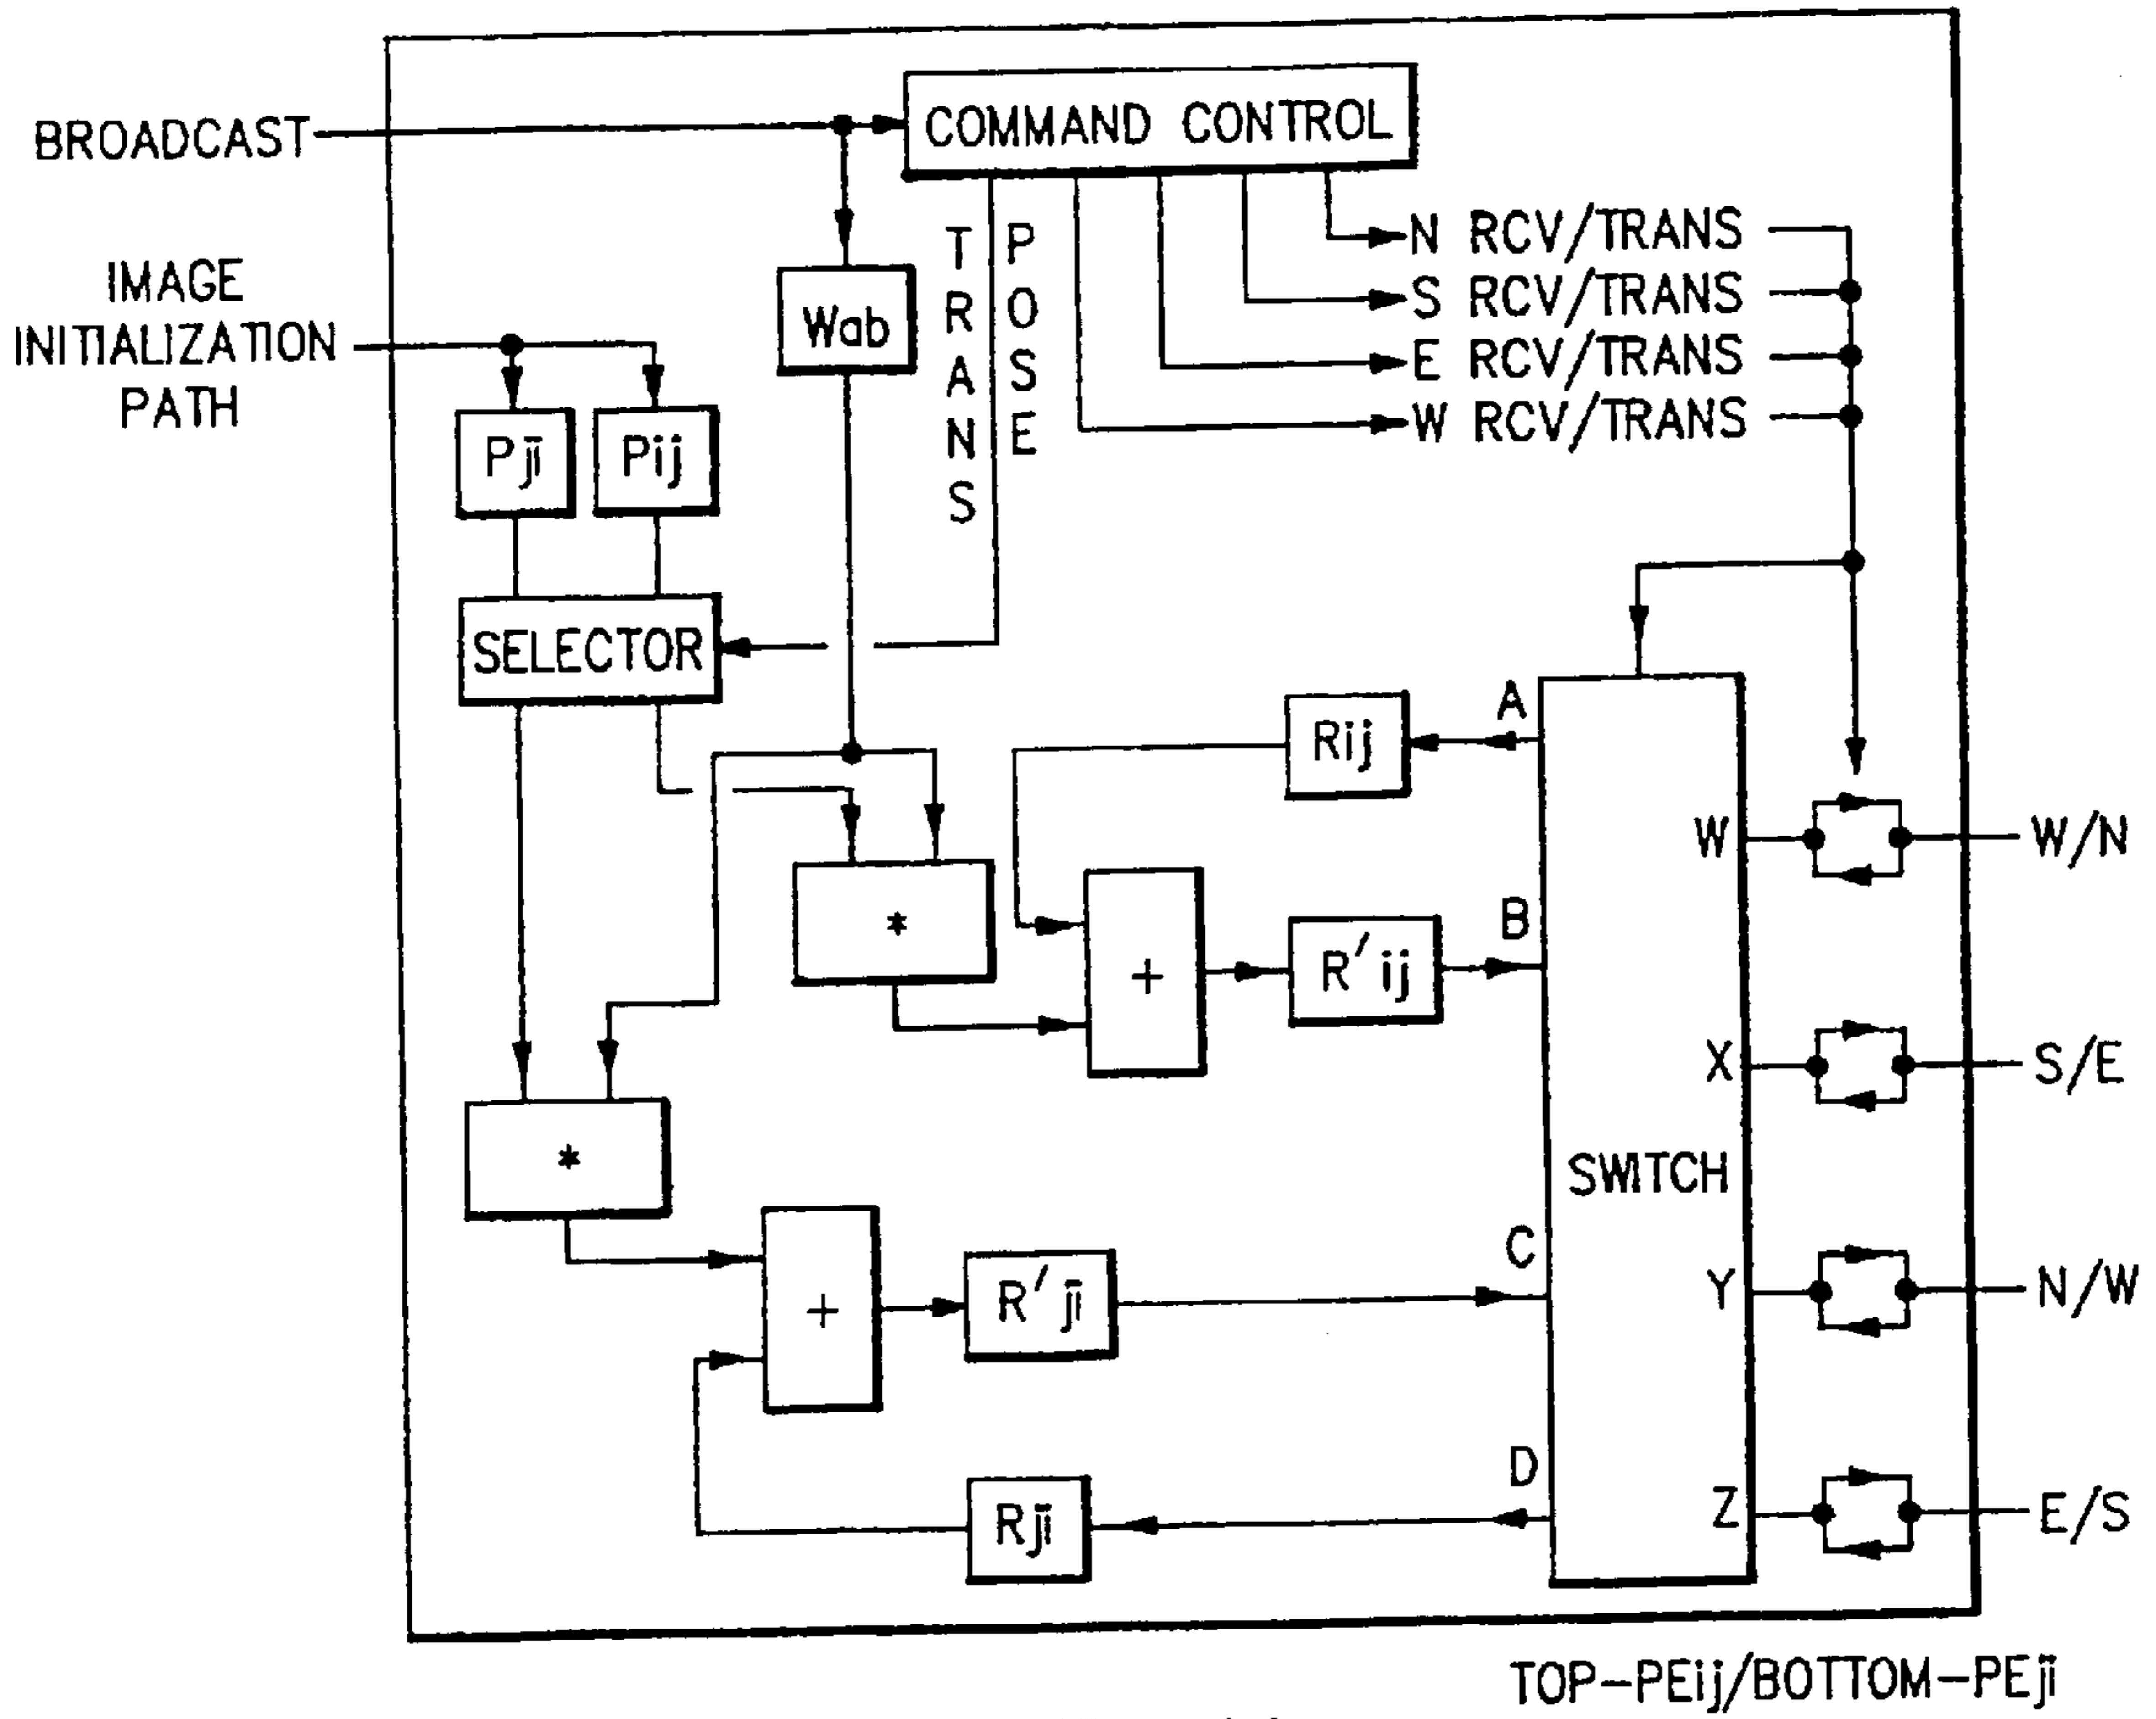 BROADCAST
COMMAND CONTROL
IMAGE
INITIALIZATION
PATH
TRANS
POSE
N RCV/TRANS
S RCV/TRANS
E RCV/TRANS
W RCV/TRANS
Wab
Pji
Pij
SELECTOR
A
Rij
W
W/N
*
B
+
R'ij
X
S/E
*
SWITCH
C
+
R'ji
Y
N/W
D
Rji
Z
E/S
TOP-PEij/BOTTOM-PEji